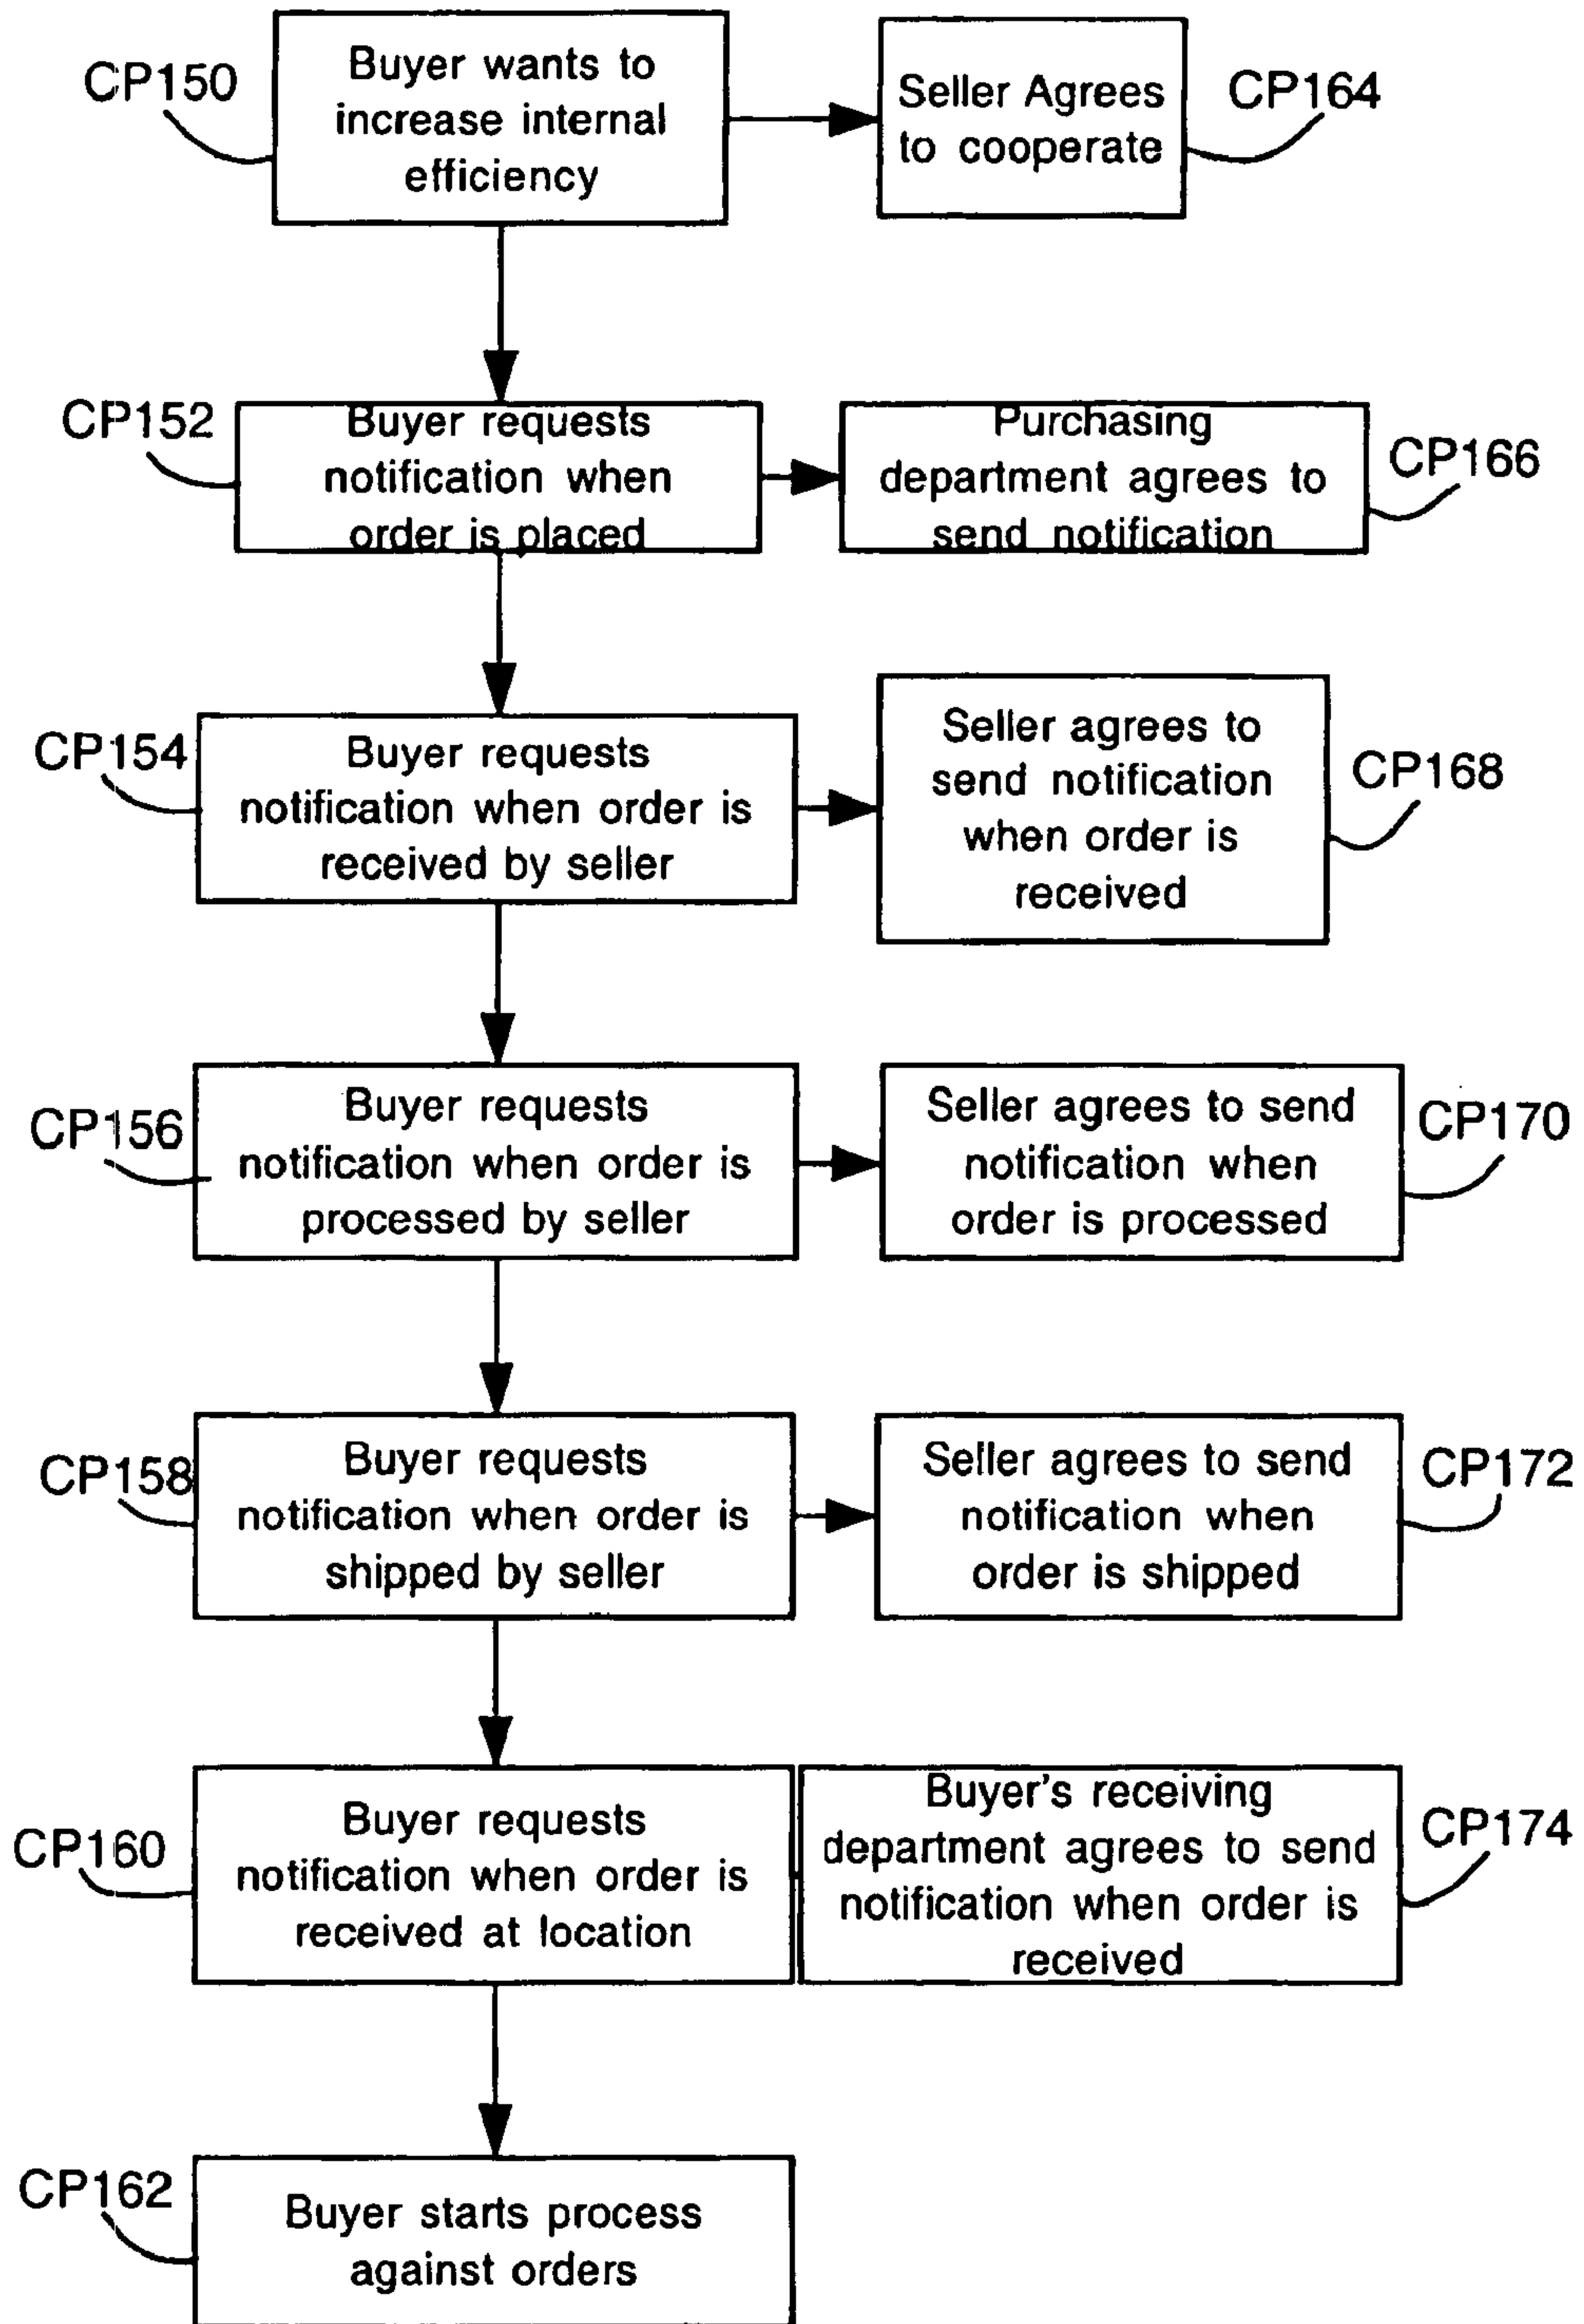 CP150
Buyer wants to
increase internal
efficiency
Seller Agrees
to cooperate
CP164
CP152
Buyer requests
notification when
order is placed
Purchasing
department agrees to
send notification
CP166
CP154
Buyer requests
notification when order is
received by seller
Seller agrees to
send notification
when order is
received
CP168
CP156
Buyer requests
notification when order is
processed by seller
Seller agrees to send
notification when
order is processed
CP170
CP158
Buyer requests
notification when order is
shipped by seller
Seller agrees to send
notification when
order is shipped
CP172
CP160
Buyer requests
notification when order is
received at location
Buyer's receiving
department agrees to send
notification when order is
received
CP174
CP162
Buyer starts process
against orders